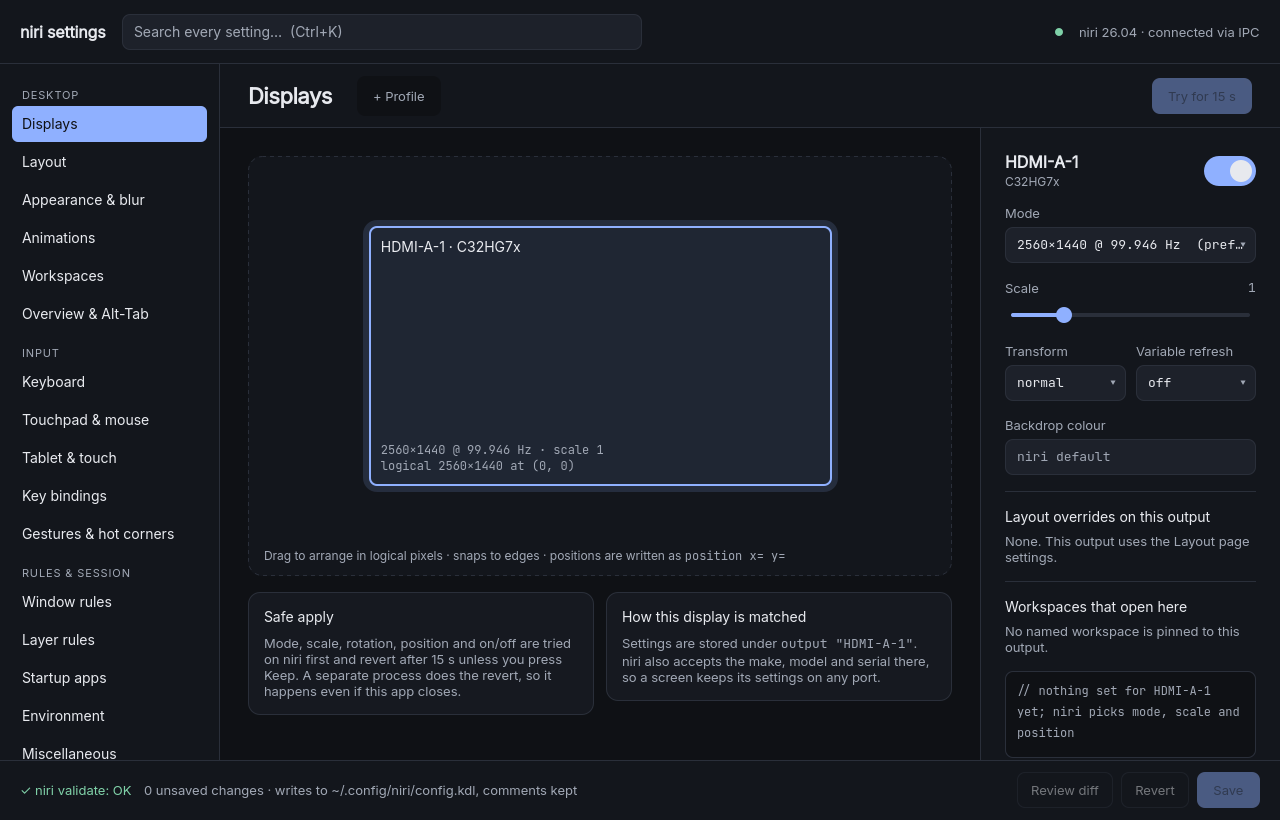 niri settings
Search every setting… (Ctrl+K)
niri 26.04 · connected via IPC
DESKTOP
Displays
Layout
Appearance & blur
Animations
Workspaces
Overview & Alt-Tab
INPUT
Keyboard
Touchpad & mouse
Tablet & touch
Key bindings
Gestures & hot corners
RULES & SESSION
Window rules
Layer rules
Startup apps
Environment
Miscellaneous
Displays
+ Profile
Try for 15 s
HDMI-A-1 · C32HG7x
2560×1440 @ 99.946 Hz · scale 1
logical 2560×1440 at (0, 0)
Drag to arrange in logical pixels · snaps to edges · positions are written as position x= y=
Safe apply
Mode, scale, rotation, position and on/off are tried
on niri first and revert after 15 s unless you press
Keep. A separate process does the revert, so it
happens even if this app closes.
How this display is matched
Settings are stored under output "HDMI-A-1".
niri also accepts the make, model and serial there,
so a screen keeps its settings on any port.
HDMI-A-1
C32HG7x
Mode
2560×1440 @ 99.946 Hz (pref…
Scale 1
Transform Variable refresh
normal off
Backdrop colour
niri default
Layout overrides on this output
None. This output uses the Layout page
settings.
Workspaces that open here
No named workspace is pinned to this
output.
// nothing set for HDMI-A-1
yet; niri picks mode, scale and
position
✓ niri validate: OK 0 unsaved changes · writes to ~/.config/niri/config.kdl, comments kept
Review diff
Revert
Save